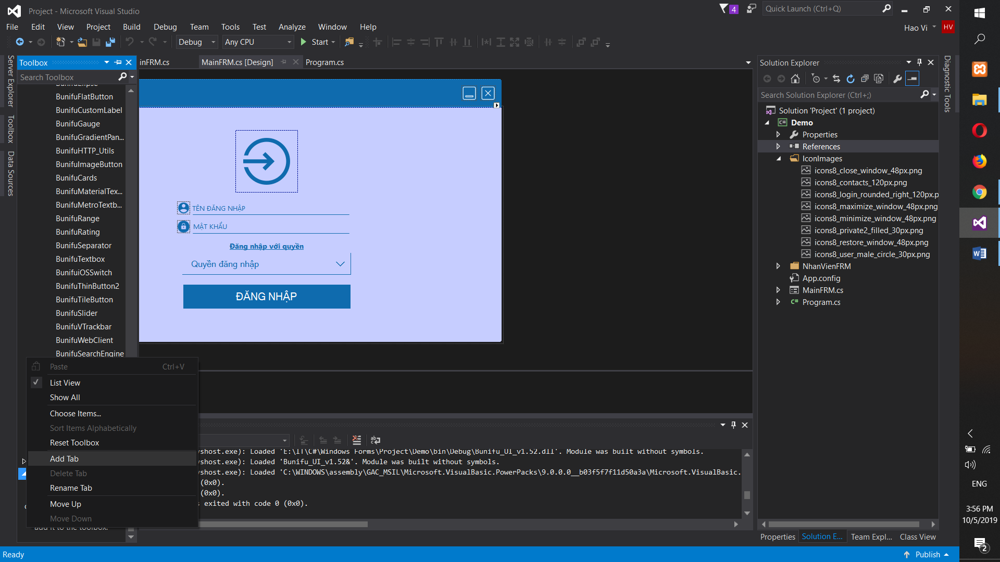 Project - Microsoft Visual Studio
4
Quick Launch (Ctrl+Q)
File Edit View Project Build Debug Team Tools Test Analyze Window Help
Hao Vi
HV
Debug
Any CPU
Start
Server Explorer
Toolbox
Data Sources
Toolbox
Search Toolbox
BunifuEllipse
BunifuFlatButton
BunifuCustomLabel
BunifuGauge
BunifuGradientPan...
BunifuHTTP_Utils
BunifuImageButton
BunifuCards
BunifuMaterialTex...
BunifuMetroTextb...
BunifuRange
BunifuRating
BunifuSeparator
BunifuTextbox
BunifuiOSSwitch
BunifuThinButton2
BunifuTileButton
BunifuSlider
BunifuVTrackbar
BunifuWebClient
BunifuSearchEngine
Paste Ctrl+V
List View
Show All
Choose Items...
Sort Items Alphabetically
Reset Toolbox
Add Tab
Delete Tab
Rename Tab
Move Up
Move Down
add it to the toolbox.
inFRM.cs
MainFRM.cs [Design]
Program.cs
TÊN ĐĂNG NHẬP
MẬT KHẨU
Đăng nhập với quyền
Quyền đăng nhập
ĐĂNG NHẬP
vshost.exe): Loaded 'E:\IT\C#\Windows Forms\Project\Demo\bin\Debug\Bunifu_UI_v1.52.dll'. Module was built without symbols.
vshost.exe): Loaded 'Bunifu_UI_v1.52&'. Module was built without symbols.
vshost.exe): Loaded 'C:\WINDOWS\assembly\GAC_MSIL\Microsoft.VisualBasic.PowerPacks\9.0.0.0__b03f5f7f11d50a3a\Microsoft.VisualBasic.
(0x0).
(0x0).
exited with code 0 (0x0).
Solution Explorer
Search Solution Explorer (Ctrl+;)
Solution 'Project' (1 project)
Demo
Properties
References
IconImages
icons8_close_window_48px.png
icons8_contacts_120px.png
icons8_login_rounded_right_120px.p
icons8_maximize_window_48px.png
icons8_minimize_window_48px.png
icons8_private2_filled_30px.png
icons8_restore_window_48px.png
icons8_user_male_circle_30px.png
NhanVienFRM
App.config
MainFRM.cs
C# Program.cs
Properties
Solution E...
Team Expl...
Class View
Diagnostic Tools
ENG
3:56 PM
10/5/2019
2
Ready
Publish